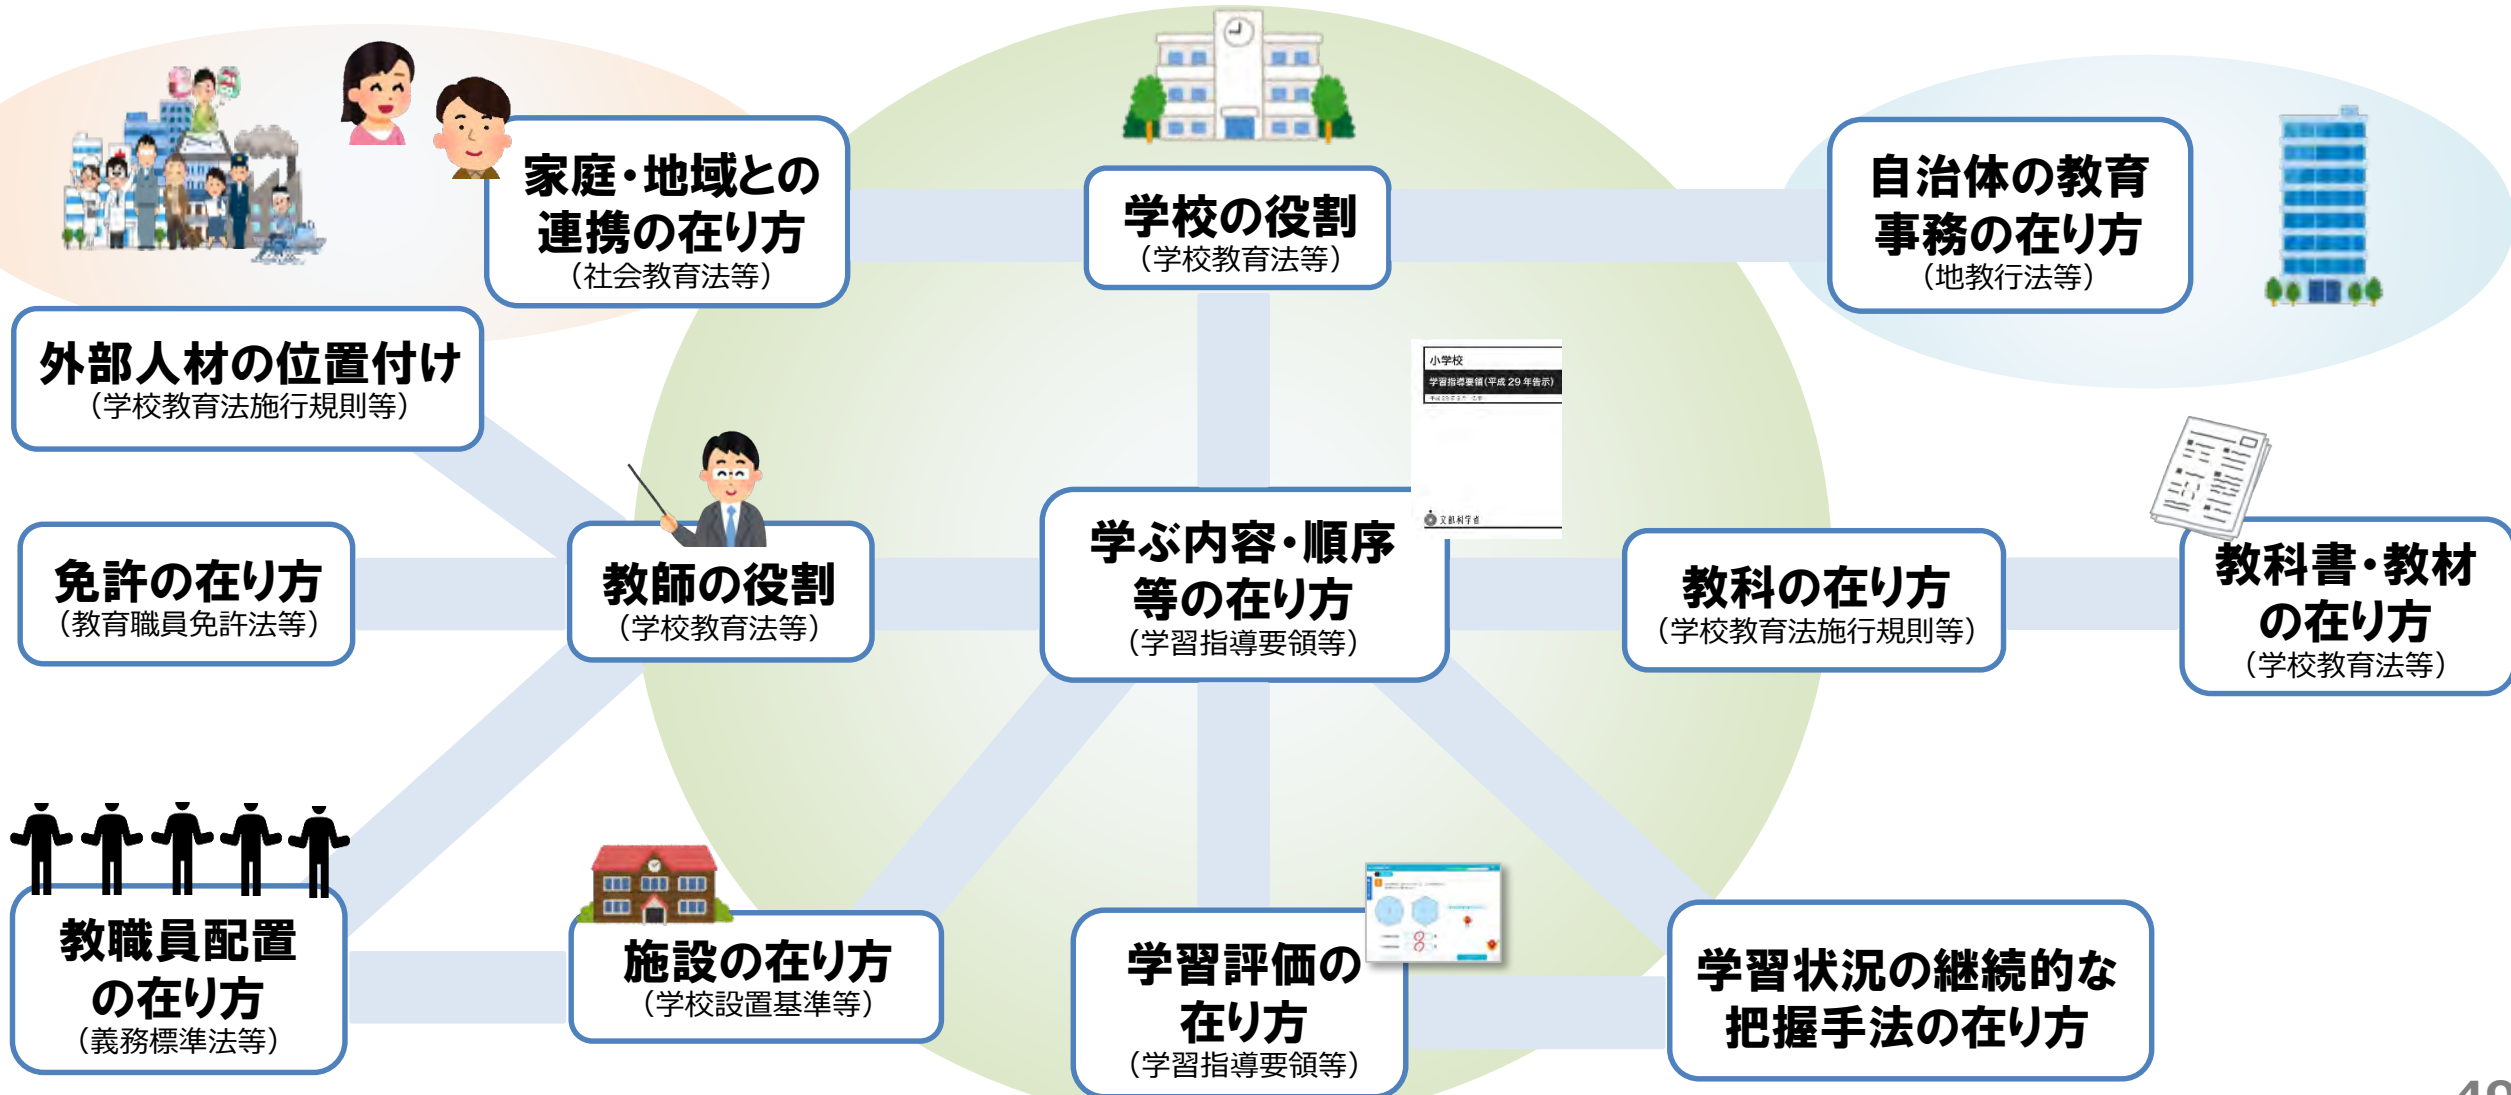 家庭・地域との
連携の在り方
（社会教育法等）
学校の役割
（学校教育法等）
自治体の教育
事務の在り方
（地教行法等）
外部人材の位置付け
（学校教育法施行規則等）
小学校
学習指導要領(平成 29 年告示)
文部科学省
免許の在り方
（教育職員免許法等）
教師の役割
（学校教育法等）
学ぶ内容・順序
等の在り方
（学習指導要領等）
教科の在り方
（学校教育法施行規則等）
教科書・教材
の在り方
（学校教育法等）
教職員配置
の在り方
（義務標準法等）
施設の在り方
（学校設置基準等）
学習評価の
在り方
（学習指導要領等）
学習状況の継続的な
把握手法の在り方